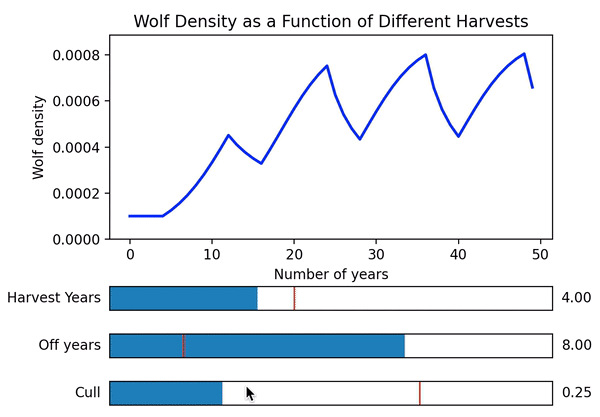 Wolf Density as a Function of Different Harvests
Wolf density
0.0008
0.0006
0.0004
0.0002
0.0000
0 10 20 30 40 50
Number of years
Harvest Years 4.00
Off years 8.00
Cull 0.25